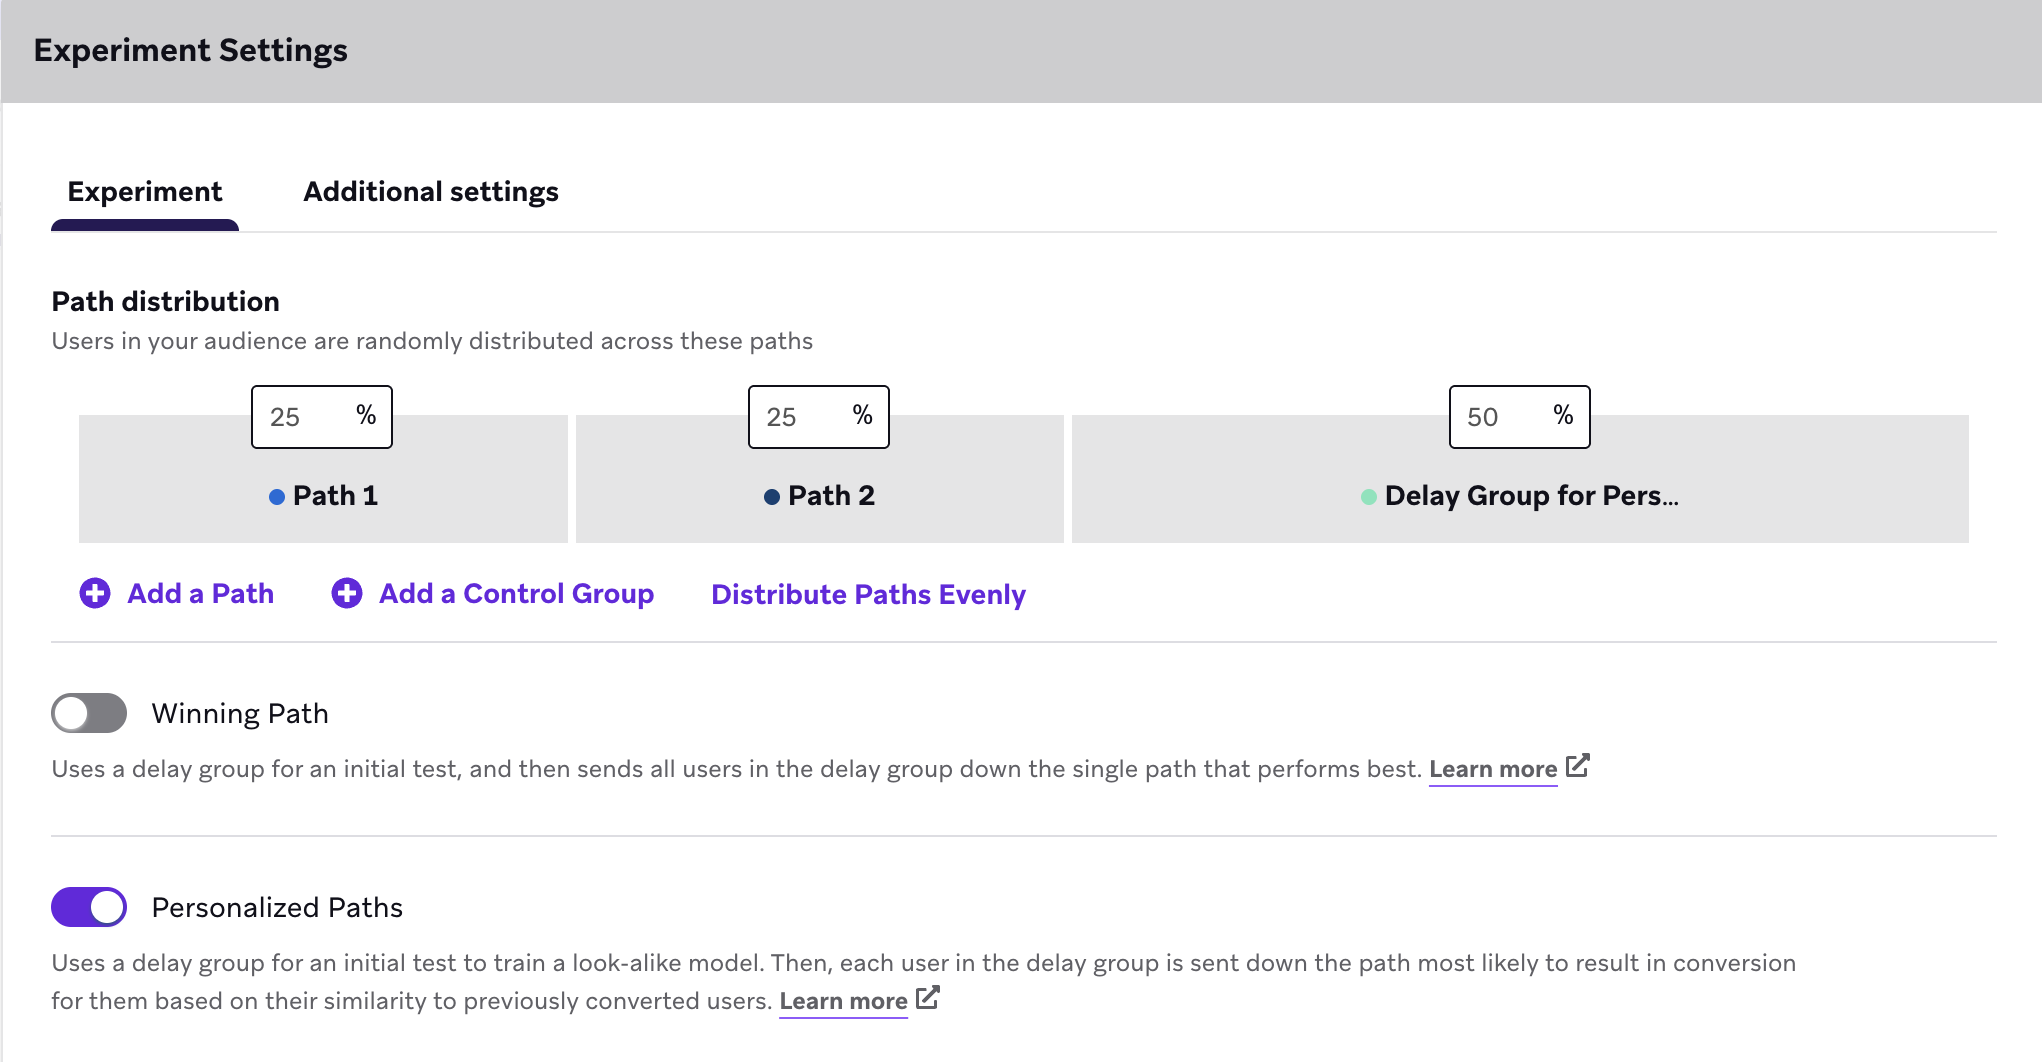 Experiment Settings
Experiment
Additional settings
Path distribution
Users in your audience are randomly distributed across these paths
25 %
25 %
50 %
Path 1
Path 2
Delay Group for Pers...
Add a Path
Add a Control Group
Distribute Paths Evenly
Winning Path
Uses a delay group for an initial test, and then sends all users in the delay group down the single path that performs best. Learn more
Personalized Paths
Uses a delay group for an initial test to train a look-alike model. Then, each user in the delay group is sent down the path most likely to result in conversion
for them based on their similarity to previously converted users. Learn more